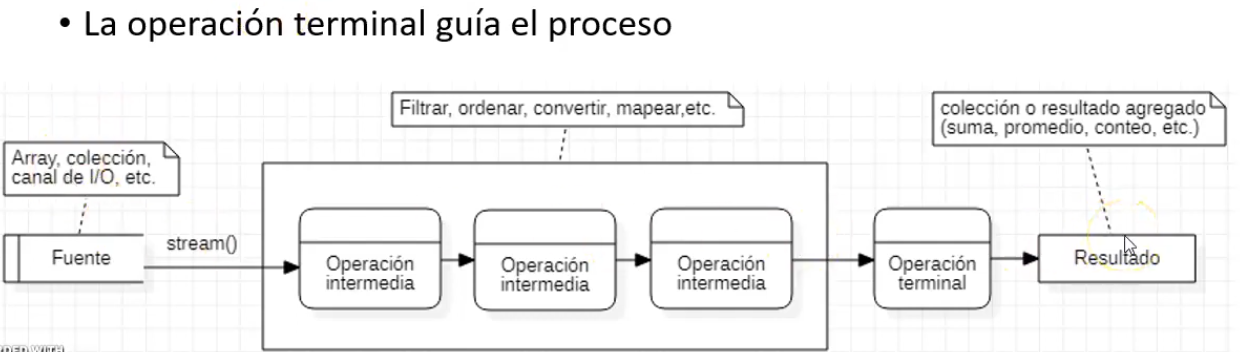 • La operación terminal guía el proceso
Filtrar, ordenar, convertir, mapear,etc.
colección o resultado agregado
(suma, promedio, conteo, etc.)
Array, colección,
canal de I/O, etc.
Fuente
stream()
Operación
intermedia
Operación
intermedia
Operación
intermedia
Operación
terminal
Resultado
WITH